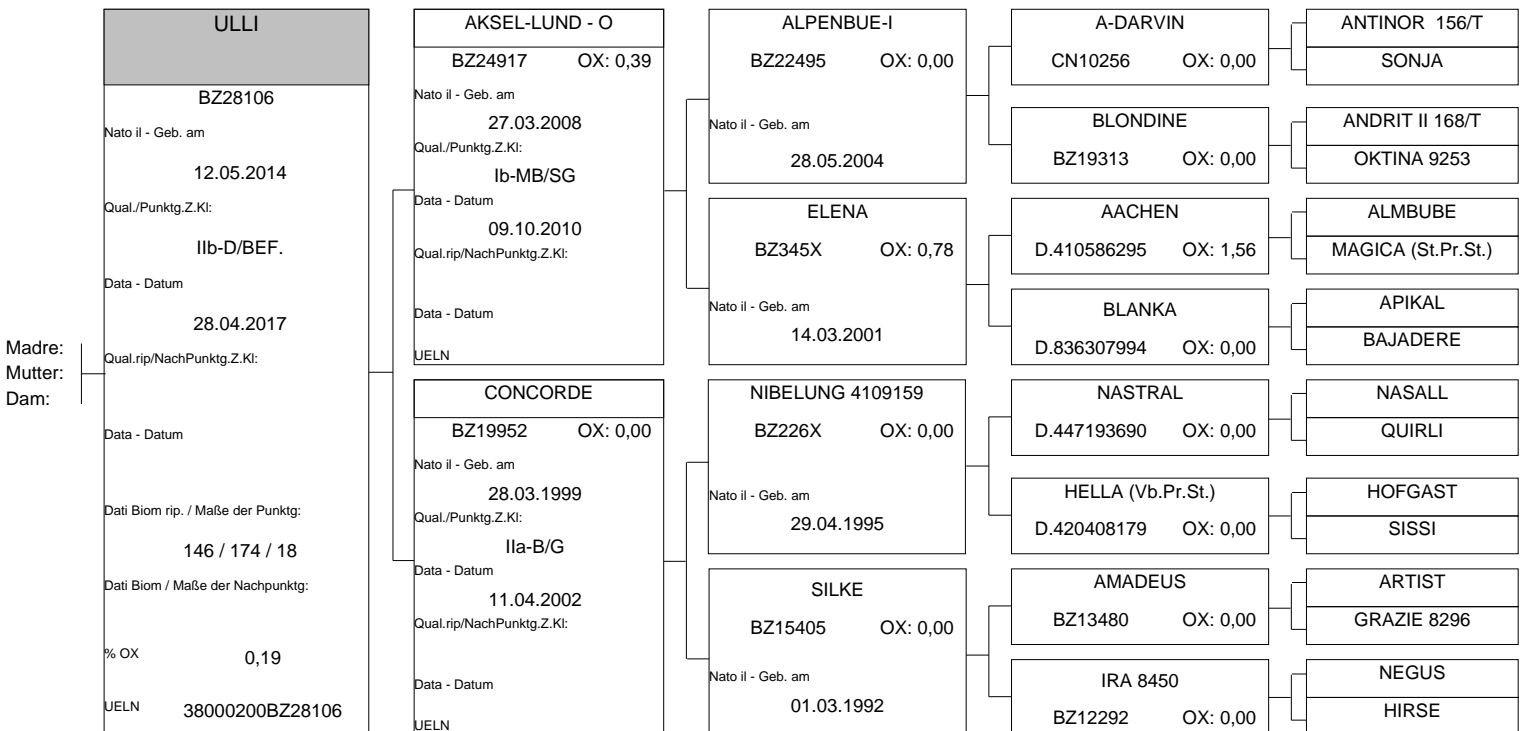 Madre:
Mutter:
Dam:
ULLI
BZ28106
Nato il - Geb. am
12.05.2014
Qual./Punktg.Z.Kl:
IIb-D/BEF.
Data - Datum
28.04.2017
Qual.rip/NachPunktg.Z.Kl:
Data - Datum
Dati Biom rip. / Maße der Punktg:
146 / 174 / 18
Dati Biom / Maße der Nachpunktg:
% OX 0,19
UELN 38000200BZ28106
AKSEL-LUND - O
BZ24917 OX: 0,39
Nato il - Geb. am
27.03.2008
Qual./Punktg.Z.Kl:
Ib-MB/SG
Data - Datum
09.10.2010
Qual.rip/NachPunktg.Z.Kl:
Data - Datum
UELN
CONCORDE
BZ19952 OX: 0,00
Nato il - Geb. am
28.03.1999
Qual./Punktg.Z.Kl:
IIa-B/G
Data - Datum
11.04.2002
Qual.rip/NachPunktg.Z.Kl:
Data - Datum
UELN
ALPENBUE-I
BZ22495 OX: 0,00
Nato il - Geb. am
28.05.2004
ELENA
BZ345X OX: 0,78
Nato il - Geb. am
14.03.2001
NIBELUNG 4109159
BZ226X OX: 0,00
Nato il - Geb. am
29.04.1995
SILKE
BZ15405 OX: 0,00
Nato il - Geb. am
01.03.1992
A-DARVIN
CN10256 OX: 0,00
BLONDINE
BZ19313 OX: 0,00
AACHEN
D.410586295 OX: 1,56
BLANKA
D.836307994 OX: 0,00
NASTRAL
D.447193690 OX: 0,00
HELLA (Vb.Pr.St.)
D.420408179 OX: 0,00
AMADEUS
BZ13480 OX: 0,00
IRA 8450
BZ12292 OX: 0,00
ANTINOR 156/T
SONJA
ANDRIT II 168/T
OKTINA 9253
ALMBUBE
MAGICA (St.Pr.St.)
APIKAL
BAJADERE
NASALL
QUIRLI
HOFGAST
SISSI
ARTIST
GRAZIE 8296
NEGUS
HIRSE